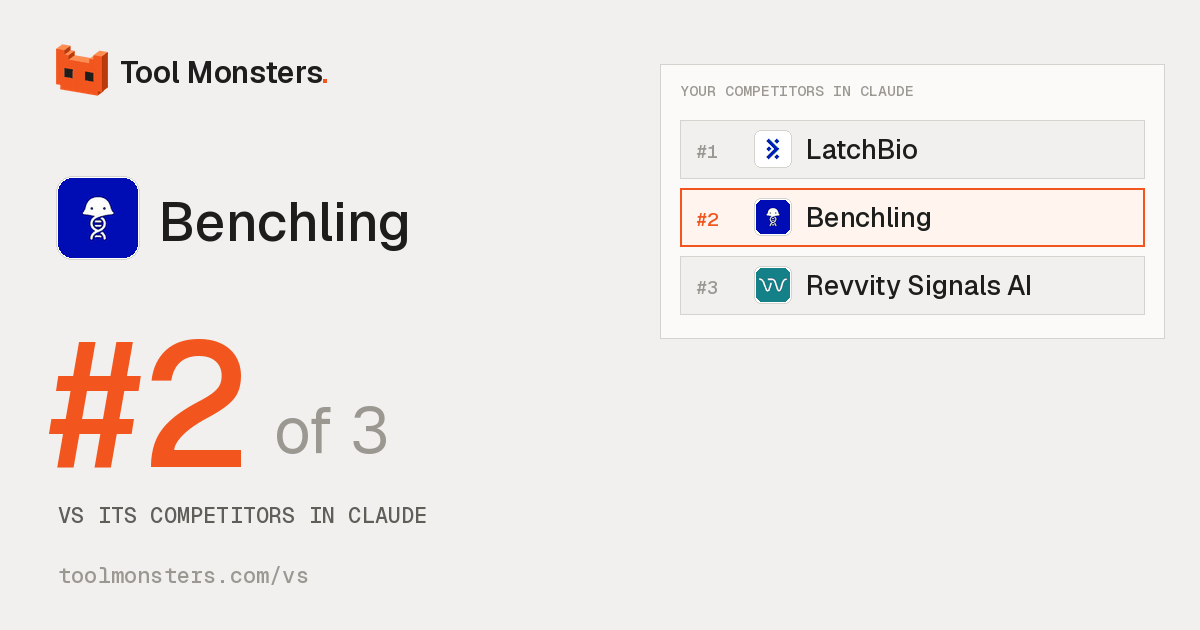 Tool Monsters.
Benchling
#2 of 3
VS ITS COMPETITORS IN CLAUDE
toolmonsters.com/vs
YOUR COMPETITORS IN CLAUDE
#1 LatchBio
#2 Benchling
#3 Revvity Signals AI